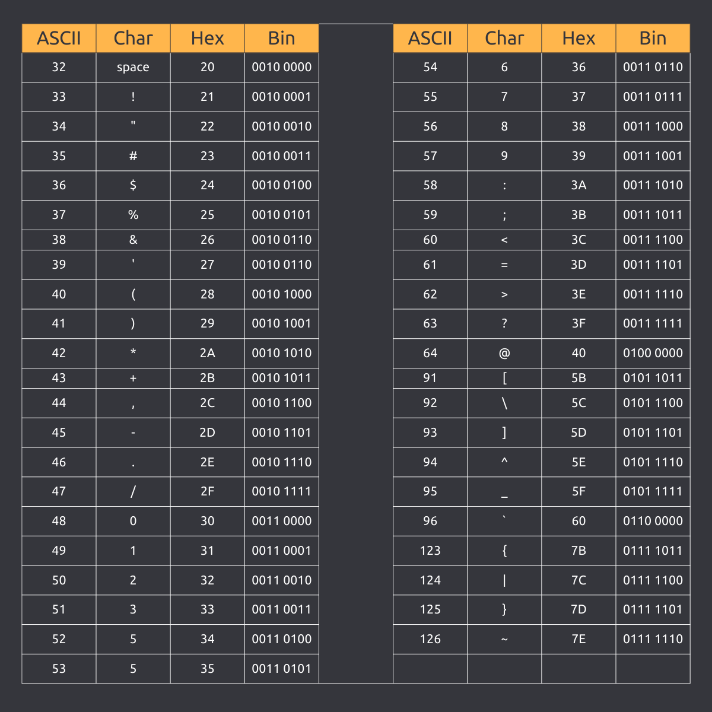 ASCII Char Hex Bin ASCII Char Hex Bin
32 space 20 0010 0000 54 6 36 0011 0110
33 ! 21 0010 0001 55 7 37 0011 0111
34 " 22 0010 0010 56 8 38 0011 1000
35 # 23 0010 0011 57 9 39 0011 1001
36 $ 24 0010 0100 58 : 3A 0011 1010
37 % 25 0010 0101 59 ; 3B 0011 1011
38 & 26 0010 0110 60 < 3C 0011 1100
39 ' 27 0010 0110 61 = 3D 0011 1101
40 ( 28 0010 1000 62 > 3E 0011 1110
41 ) 29 0010 1001 63 ? 3F 0011 1111
42 * 2A 0010 1010 64 @ 40 0100 0000
43 + 2B 0010 1011 91 [ 5B 0101 1011
44 , 2C 0010 1100 92 \ 5C 0101 1100
45 - 2D 0010 1101 93 ] 5D 0101 1101
46 . 2E 0010 1110 94 ^ 5E 0101 1110
47 / 2F 0010 1111 95 _ 5F 0101 1111
48 0 30 0011 0000 96 ` 60 0110 0000
49 1 31 0011 0001 123 { 7B 0111 1011
50 2 32 0011 0010 124 | 7C 0111 1100
51 3 33 0011 0011 125 } 7D 0111 1101
52 5 34 0011 0100 126 ~ 7E 0111 1110
53 5 35 0011 0101